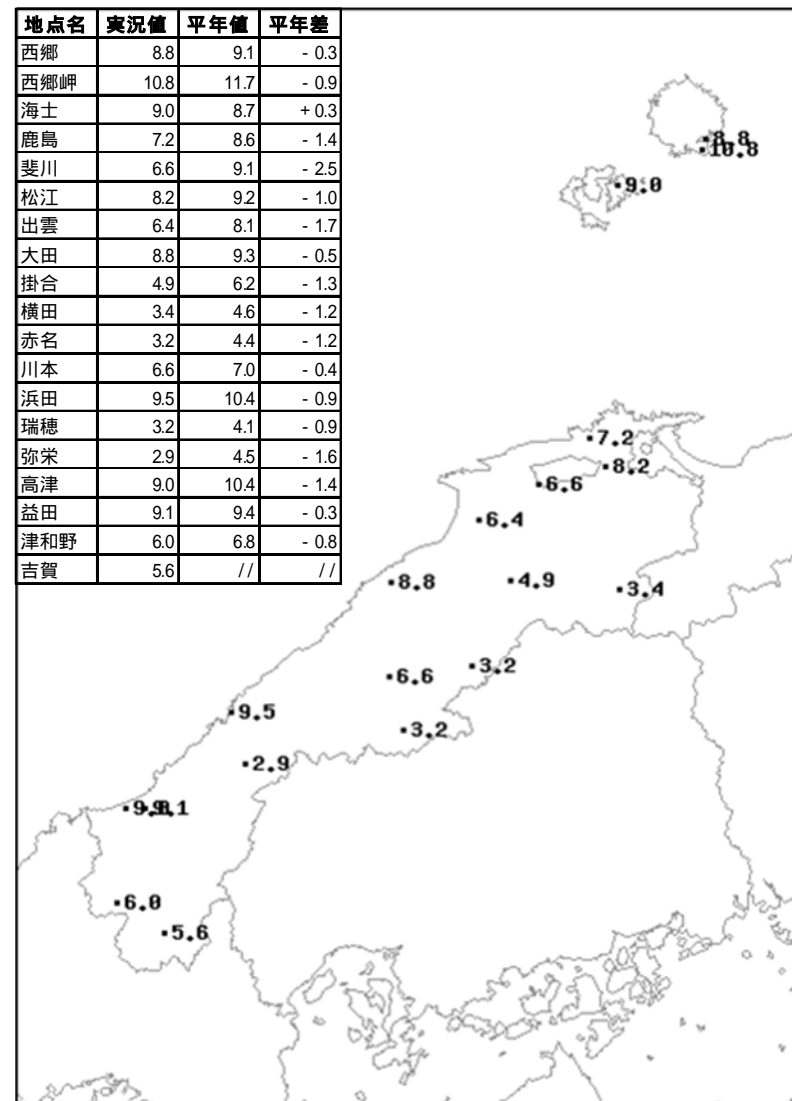 地点名 実況値 平年値 平年差
西郷 8.8 9.1 - 0.3
西郷岬 10.8 11.7 - 0.9
海士 9.0 8.7 + 0.3
鹿島 7.2 8.6 - 1.4
斐川 6.6 9.1 - 2.5
松江 8.2 9.2 - 1.0
出雲 6.4 8.1 - 1.7
大田 8.8 9.3 - 0.5
掛合 4.9 6.2 - 1.3
横田 3.4 4.6 - 1.2
赤名 3.2 4.4 - 1.2
川本 6.6 7.0 - 0.4
浜田 9.5 10.4 - 0.9
瑞穂 3.2 4.1 - 0.9
弥栄 2.9 4.5 - 1.6
高津 9.0 10.4 - 1.4
益田 9.1 9.4 - 0.3
津和野 6.0 6.8 - 0.8
吉賀 5.6 // //
8.8
10.8
9.0
7.2
8.2
6.6
6.4
8.8
4.9
3.4
3.2
6.6
9.5
3.2
2.9
9.0
9.1
6.0
5.6